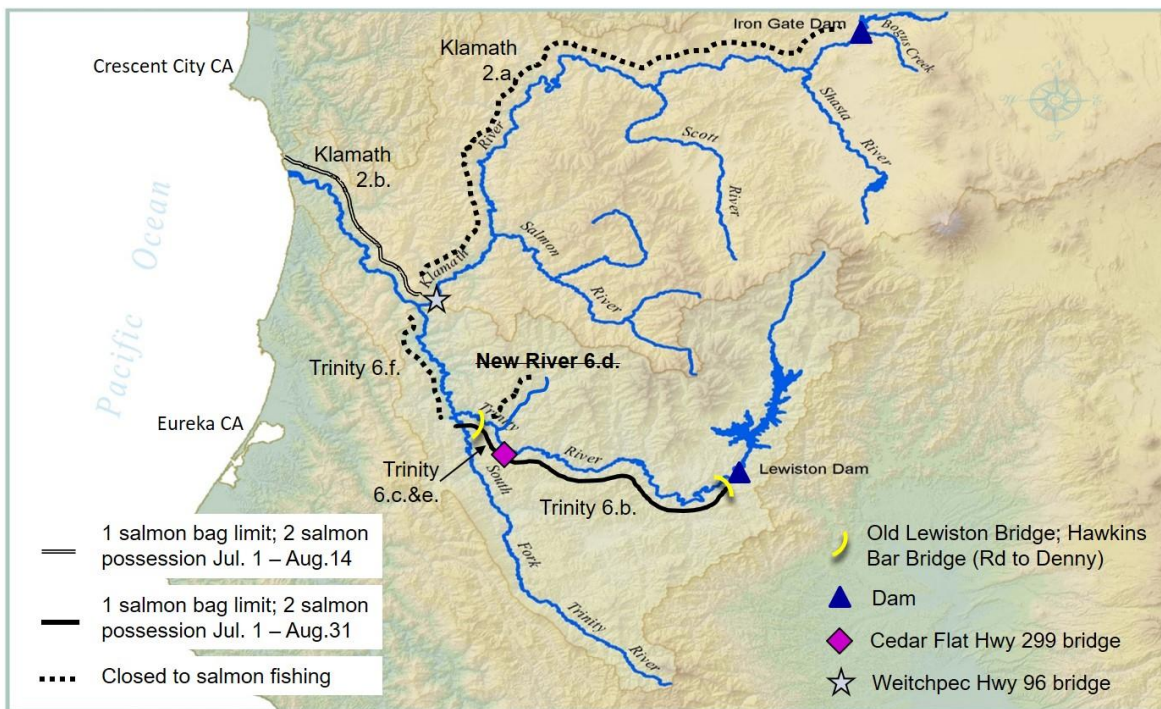 Iron Gate Dam
Bogus Creek
Klamath
2.a.
Crescent City CA
River
Shasta
River
Scott
River
Klamath
2.b.
Pacific Ocean
Salmon
River
Klamath
New River 6.d.
Trinity 6.f.
Eureka CA
Trinity
River
Trinity
6.c.&e.
South
Fork
Trinity
River
Trinity 6.b.
Lewiston Dam
1 salmon bag limit; 2 salmon
possession Jul. 1 – Aug.14
1 salmon bag limit; 2 salmon
possession Jul. 1 – Aug.31
Closed to salmon fishing
Old Lewiston Bridge; Hawkins
Bar Bridge (Rd to Denny)
Dam
Cedar Flat Hwy 299 bridge
Weitchpec Hwy 96 bridge